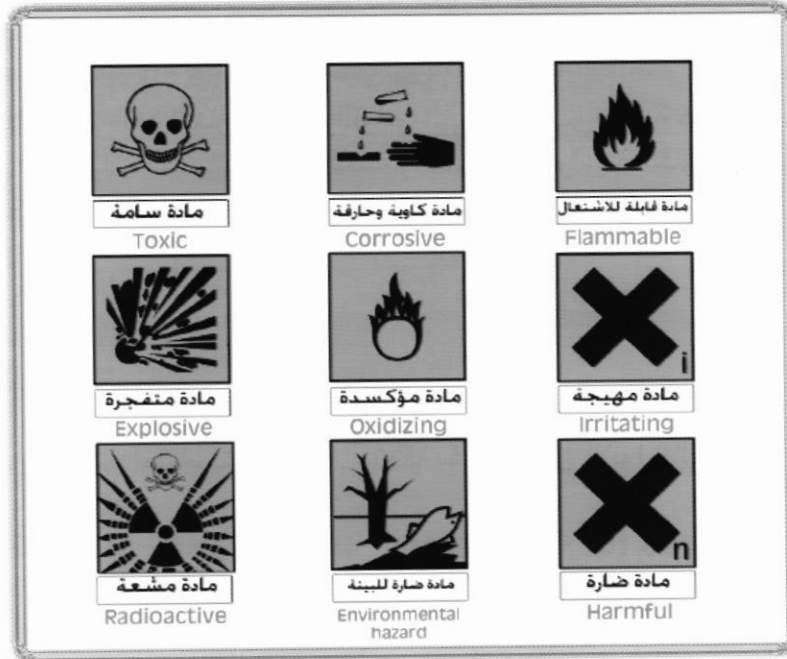 مادة سامة
Toxic
مادة كاوية وحارقة
Corrosive
مادة قابلة للاشتعال
Flammable
مادة متفجرة
Explosive
مادة مؤكسدة
Oxidizing
i
مادة مهيجة
Irritating
مادة مشعة
Radioactive
مادة ضارة للبيئة
Environmental
hazard
n
مادة ضارة
Harmful